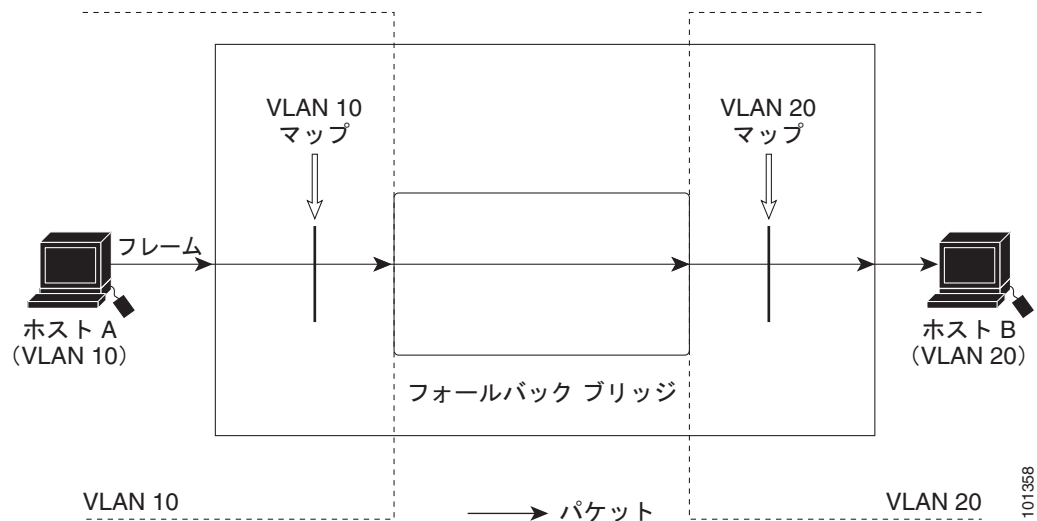 VLAN 10
マップ
VLAN 20
マップ
フレーム
ホスト A
（VLAN 10）
ホスト B
（VLAN 20）
フォールバック ブリッジ
VLAN 10
パケット
VLAN 20
101358